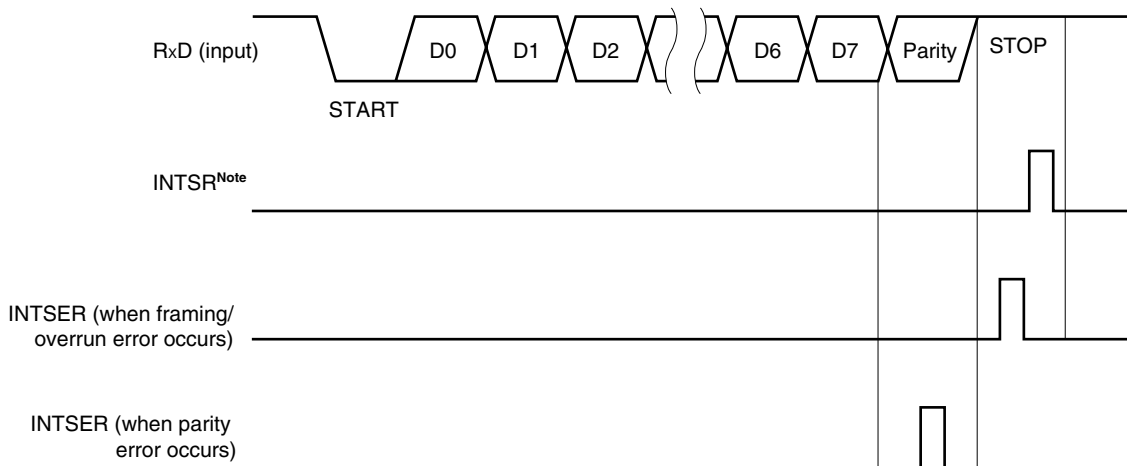 RxD (input)
D0 D1 D2 D6 D7 Parity STOP
START
INTSRNote
INTSER (when framing/
overrun error occurs)
INTSER (when parity
error occurs)